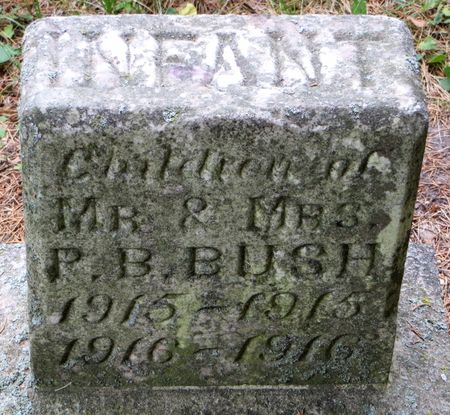 INFANT
Children of
MR & MRS.
P. B. BUSH
1915 – 1915
1916 – 1916